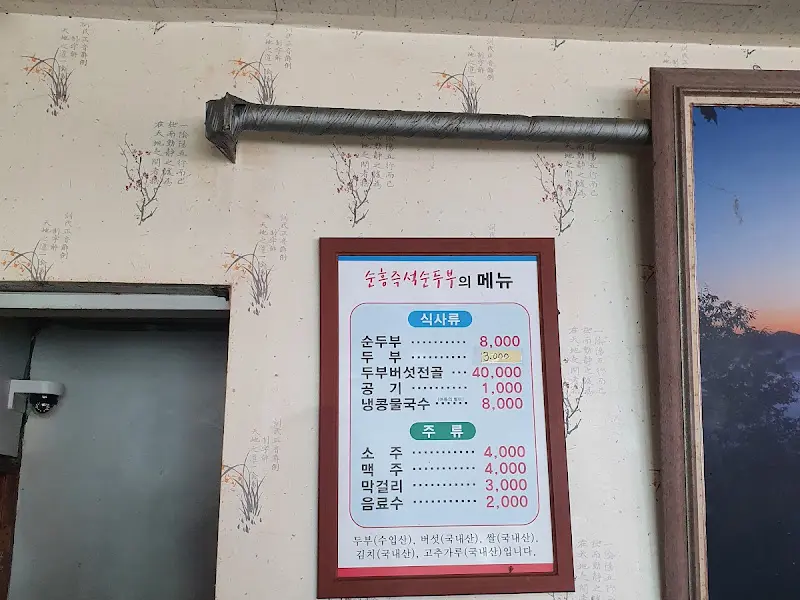 순흥즉석순두부의 메뉴
식사류
순두부 ·········· 8,000
두 부 ·········· 3.000
두부버섯전골 ··· 40,000
공 기 ·········· 1,000
냉콩물국수 ······ 8,000
주 류
소 주 ·········· 4,000
맥 주 ·········· 4,000
막걸리 ·········· 3,000
음료수 ·········· 2,000
두부(수입산), 버섯(국내산), 쌀(국내산),
김치(국내산), 고추가루(국내산)입니다.